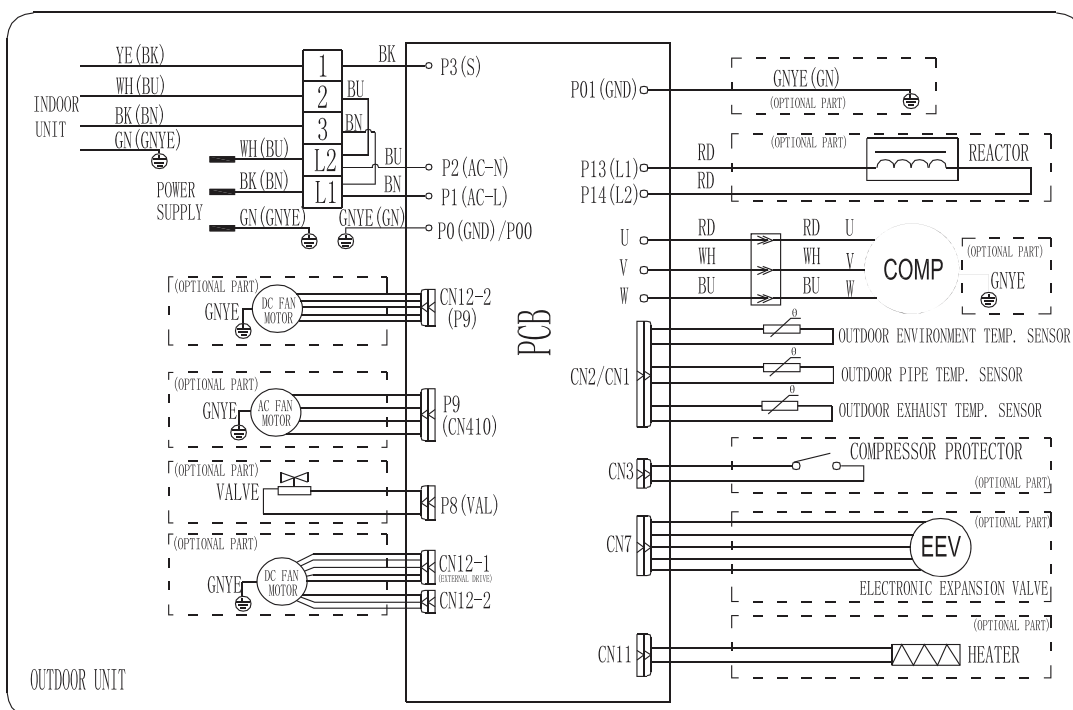 YE(BK)
WH(BU)
INDOOR
UNIT
BK(BN)
GN(GNYE)
WH(BU)
BK(BN)
POWER
SUPPLY
GN(GNYE)
1
2
3
L2
L1
BK
BU
BN
BU
BN
GNYE(GN)
P3(S)
P2(AC-N)
P1(AC-L)
P0(GND)/P00
(OPTIONAL PART)
GNYE
DC FAN
MOTOR
CN12-2
(P9)
(OPTIONAL PART)
GNYE
AC FAN
MOTOR
P9
(CN410)
(OPTIONAL PART)
VALVE
P8(VAL)
(OPTIONAL PART)
GNYE
DC FAN
MOTOR
CN12-1
(EXTERNAL DRIVE)
CN12-2
OUTDOOR UNIT
PCB
P01(GND)
GNYE(GN)
(OPTIONAL PART)
(OPTIONAL PART)
P13(L1)
RD
REACTOR
P14(L2)
RD
U
RD
RD
U
V
WH
WH
V
W
BU
BU
W
COMP
(OPTIONAL PART)
GNYE
CN2/CN1
θ
OUTDOOR ENVIRONMENT TEMP. SENSOR
θ
OUTDOOR PIPE TEMP. SENSOR
θ
OUTDOOR EXHAUST TEMP. SENSOR
CN3
COMPRESSOR PROTECTOR
(OPTIONAL PART)
CN7
(OPTIONAL PART)
EEV
ELECTRONIC EXPANSION VALVE
(OPTIONAL PART)
CN11
HEATER